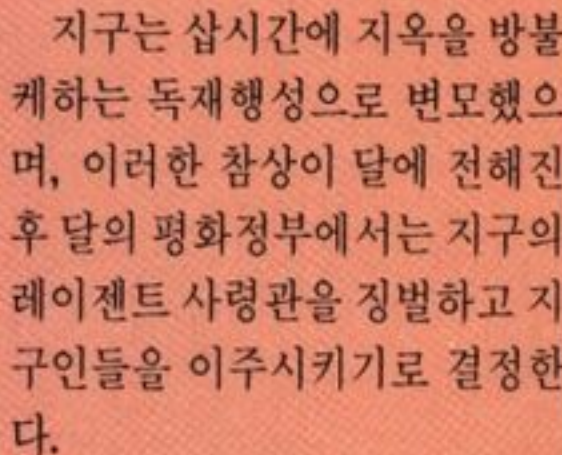 지구는 삽시간에 지옥을 방불
케하는 독재행성으로 변모했으
며, 이러한 참상이 달에 전해진
후 달의 평화정부에서는 지구의
레이젠트 사령관을 징벌하고 지
구인들을 이주시키기로 결정한
다.